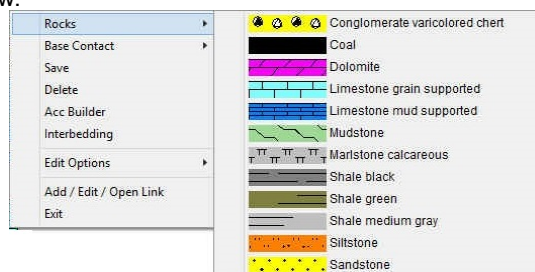 w.
Rocks
Base Contact
Save
Delete
Acc Builder
Interbedding
Edit Options
Add / Edit / Open Link
Exit
Conglomerate varicolored chert
Coal
Dolomite
Limestone grain supported
Limestone mud supported
Mudstone
Marlstone calcareous
Shale black
Shale green
Shale medium gray
Siltstone
Sandstone